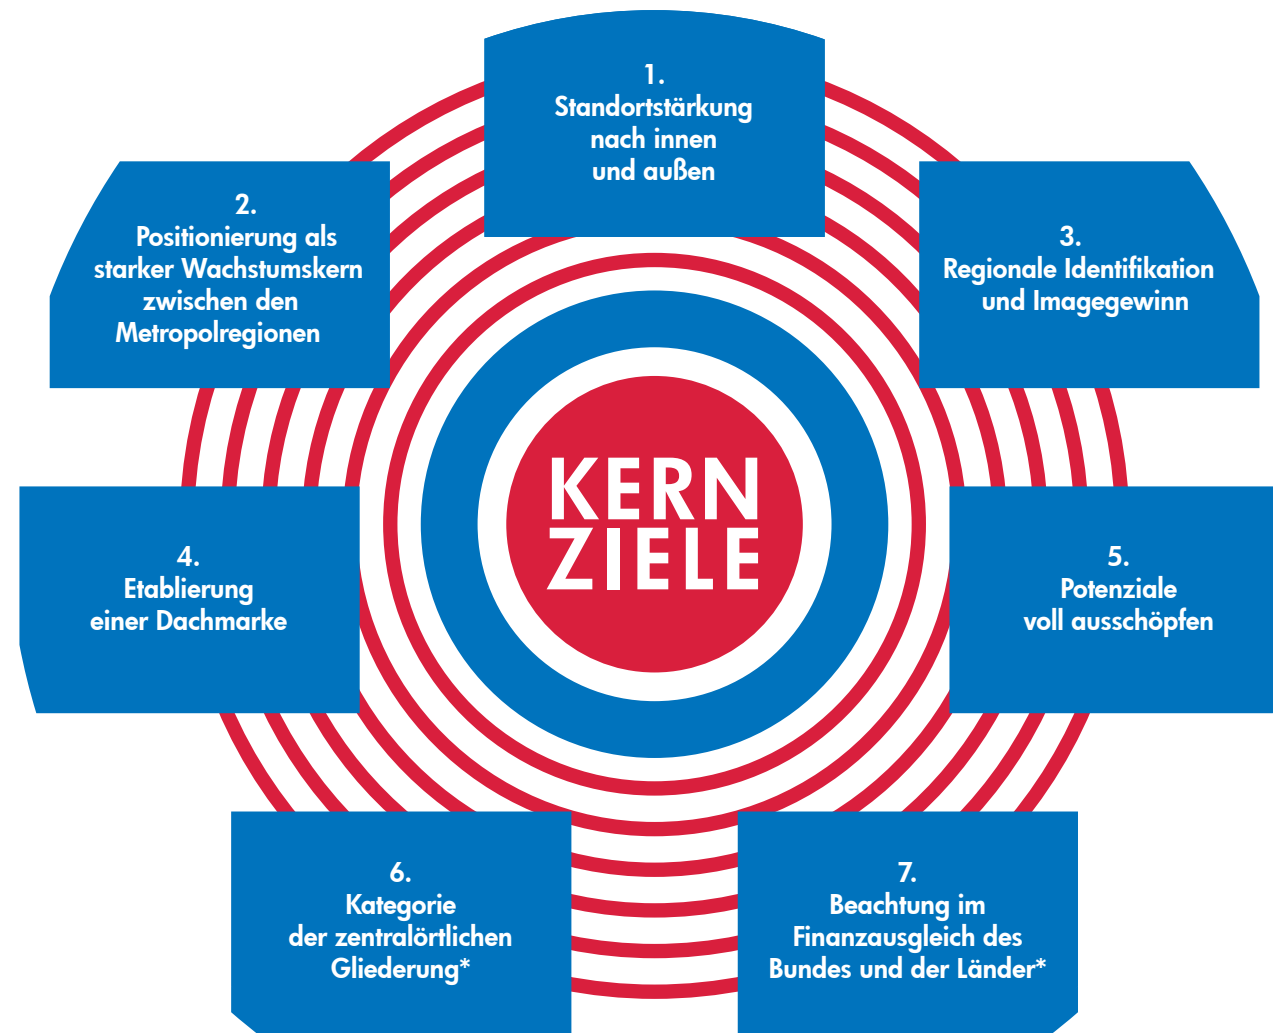 1.
Standortstärkung
nach innen
und außen
2.
Positionierung als
starker Wachstumskern
zwischen den
Metropolregionen
3.
Regionale Identifikation
und Imagegewinn
KERN
ZIELE
4.
Etablierung
einer Dachmarke
5.
Potenziale
voll ausschöpfen
6.
Kategorie
der zentralörtlichen
Gliederung*
7.
Beachtung im
Finanzausgleich des
Bundes und der Länder*